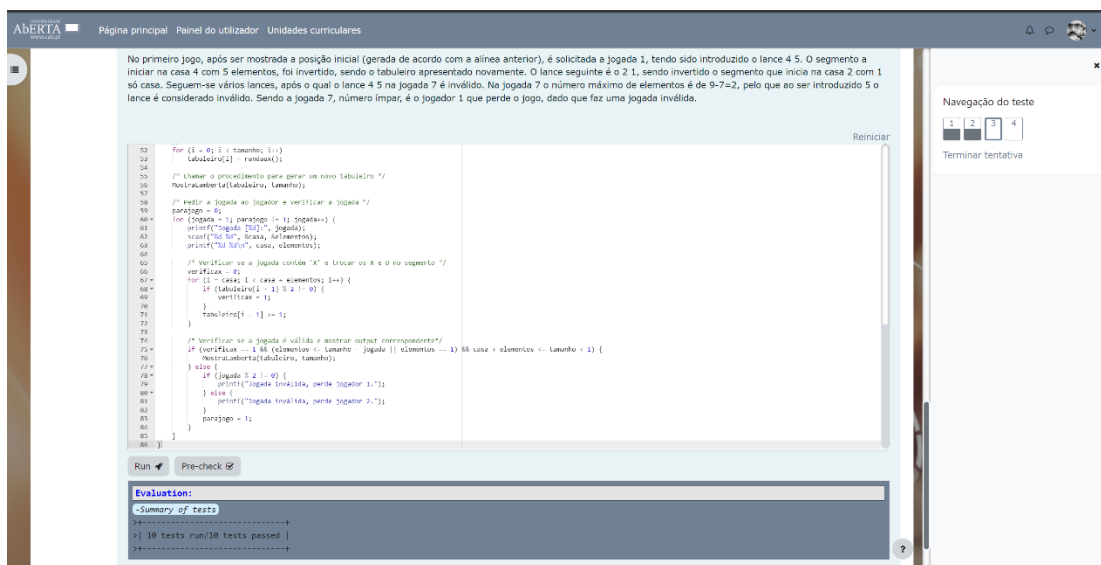 UNIVERSIDADE
AbERTA
www.uab.pt
Página principal Painel do utilizador Unidades curriculares
No primeiro jogo, após ser mostrada a posição inicial (gerada de acordo com a alínea anterior), é solicitada a jogada 1, tendo sido introduzido o lance 4 5. O segmento a
iniciar na casa 4 com 5 elementos, foi invertido, sendo o tabuleiro apresentado novamente. O lance seguinte é o 2 1, sendo invertido o segmento que inicia na casa 2 com 1
só casa. Seguem-se vários lances, após o qual o lance 4 5 na jogada 7 é inválido. Na jogada 7 o número máximo de elementos é de 9-7=2, pelo que ao ser introduzido 5 o
lance é considerado inválido. Sendo a jogada 7, número ímpar, é o jogador 1 que perde o jogo, dado que faz uma jogada inválida.
Reiniciar
52 for (i = 0; i < tamanho; i++)
53 tabuleiro[i] = randaux();
54
55 /* Chamar o procedimento para gerar um novo tabuleiro */
56 MostraLamberta(tabuleiro, tamanho);
57
58 /* Pedir a jogada ao jogador e verificar a jogada */
59 parajogo = 0;
60 for (jogada = 1; parajogo != 1; jogada++) {
61 printf("Jogada [%d]:", jogada);
62 scanf("%d %d", &casa, &elementos);
63 printf("%d %d\n", casa, elementos);
64
65 /* Verificar se a jogada contém 'X' e trocar os X e O no segmento */
66 verificax = 0;
67 for (i = casa; i < casa + elementos; i++) {
68 if (tabuleiro[i - 1] % 2 != 0) {
69 verificax = 1;
70 }
71 tabuleiro[i - 1] += 1;
72 }
73
74 /* Verificar se a jogada é válida e mostrar output correspondente*/
75 if (verificax == 1 && (elementos <= tamanho - jogada || elementos == 1) && casa + elementos <= tamanho + 1) {
76 MostraLamberta(tabuleiro, tamanho);
77 } else {
78 if (jogada % 2 != 0) {
79 printf("Jogada inválida, perde jogador 1.");
80 } else {
81 printf("Jogada inválida, perde jogador 2.");
82 }
83 parajogo = 1;
84 }
85 }
86 }
Run Pre-check
Evaluation:
-Summary of tests
>+------------------------------+
>| 10 tests run/10 tests passed |
>+------------------------------+
?
×
Navegação do teste
1 2 3 4
Terminar tentativa